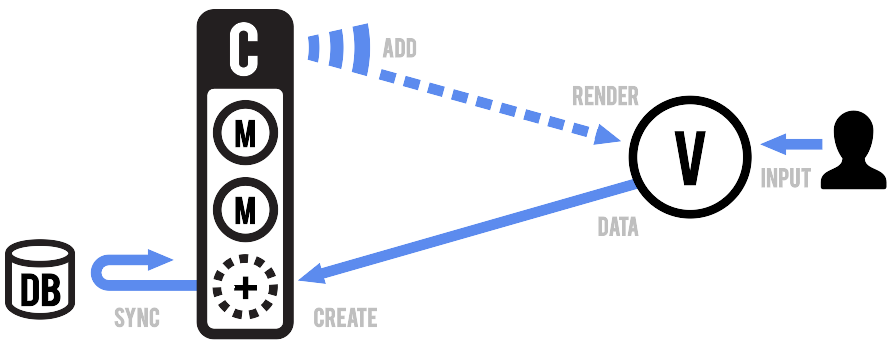 C
ADD
RENDER
M
V
INPUT
M
DATA
DB
+
SYNC
CREATE